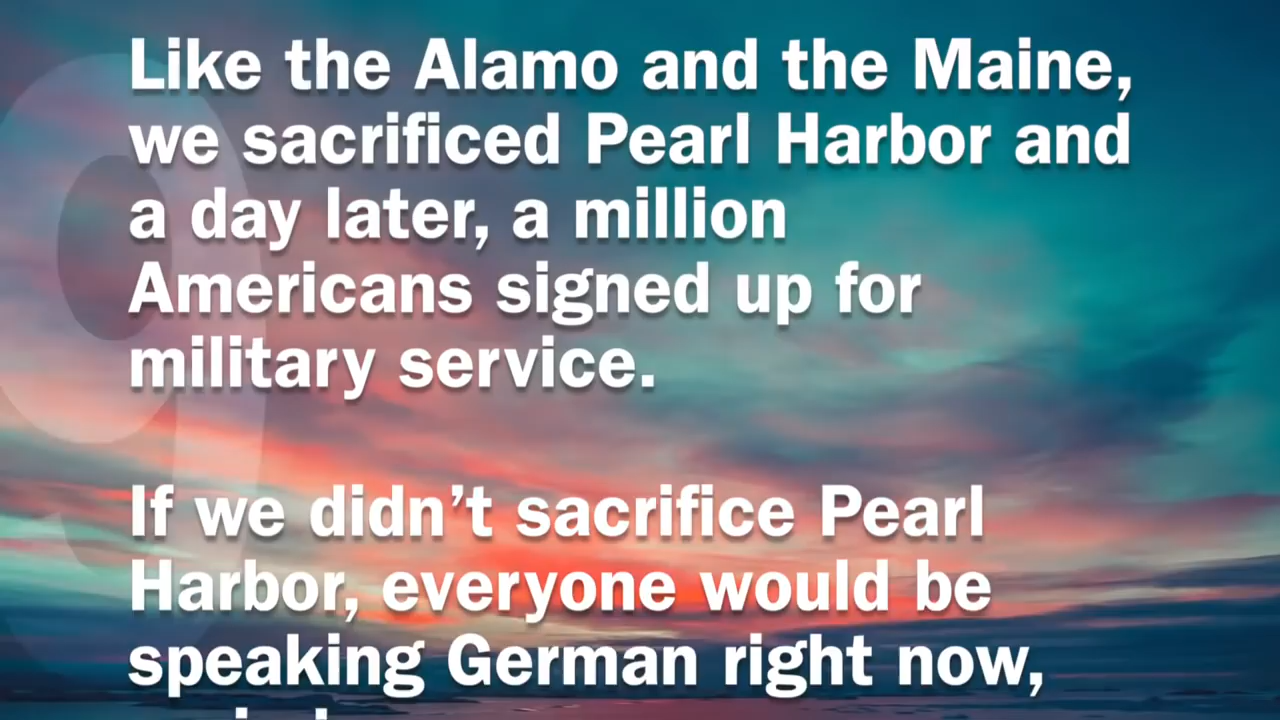 Like the Alamo and the Maine,
we sacrificed Pearl Harbor and
a day later, a million
Americans signed up for
military service.
If we didn’t sacrifice Pearl
Harbor, everyone would be
speaking German right now,